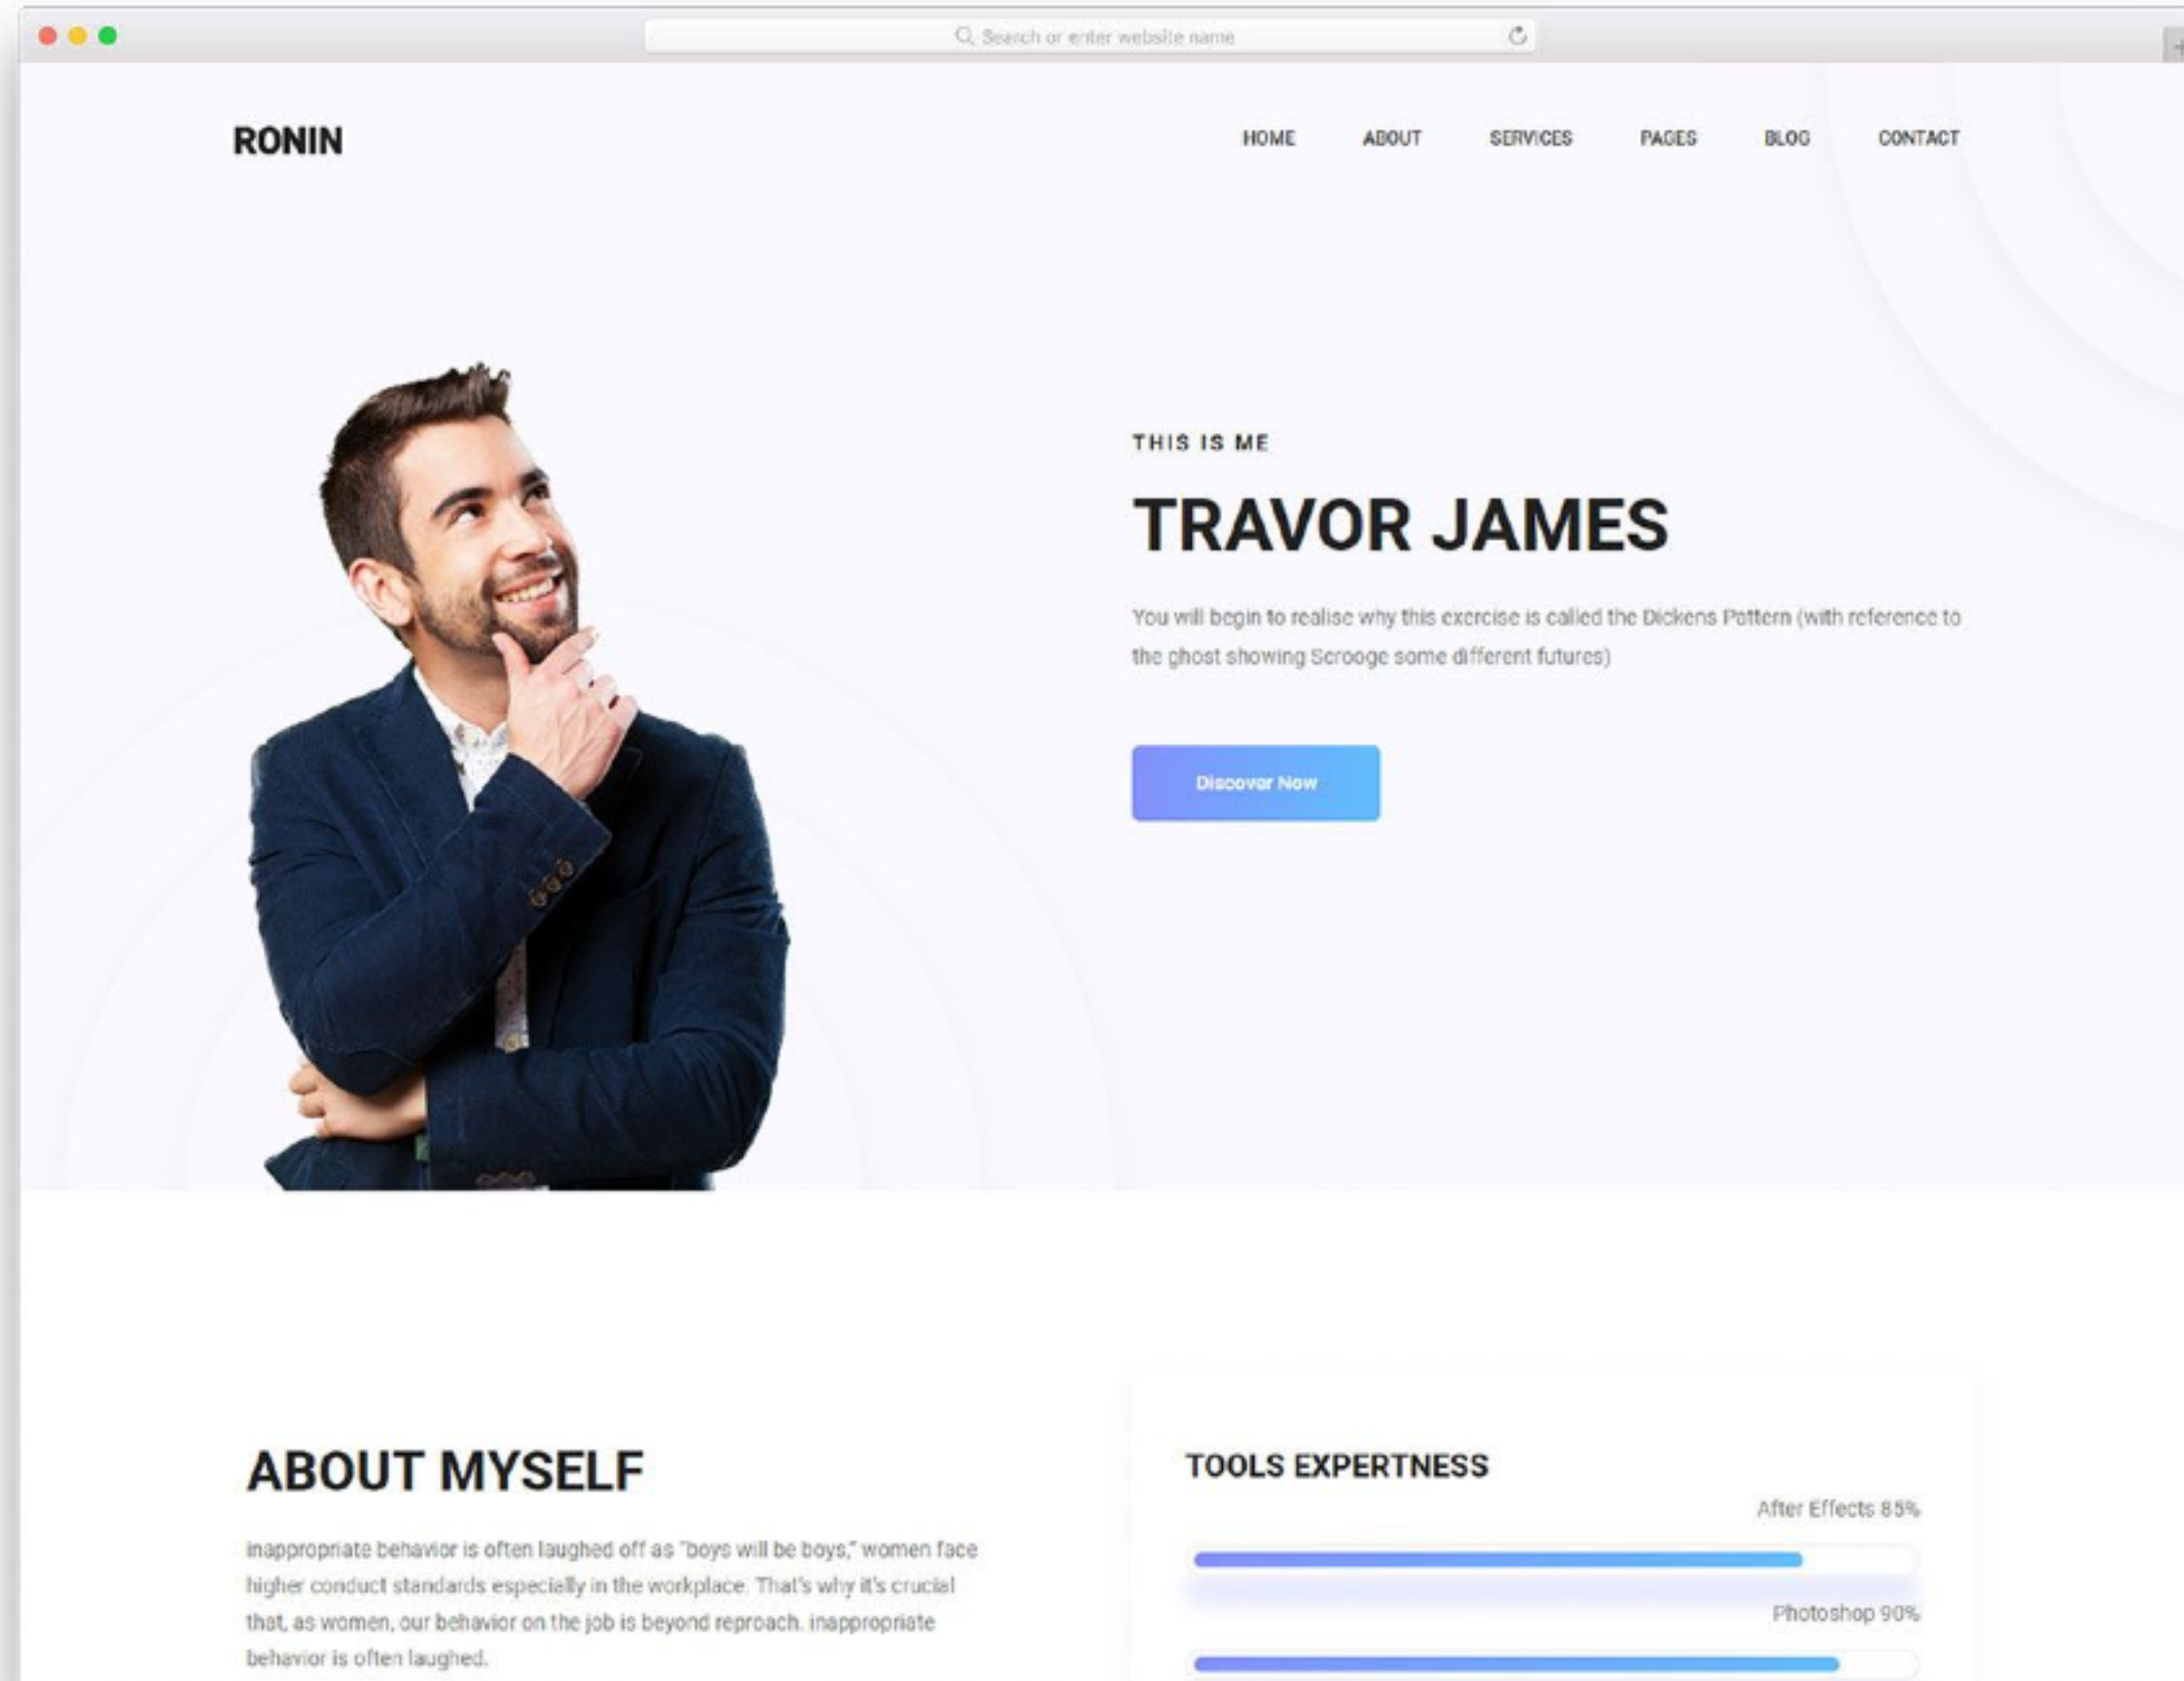 Search or enter website name
RONIN
HOME ABOUT SERVICES PAGES BLOG CONTACT
THIS IS ME
TRAVOR JAMES
You will begin to realise why this exercise is called the Dickens Pattern (with reference to
the ghost showing Scrooge some different futures)
Discover Now
ABOUT MYSELF
inappropriate behavior is often laughed off as "boys will be boys," women face
higher conduct standards especially in the workplace. That's why it's crucial
that, as women, our behavior on the job is beyond reproach. inappropriate
behavior is often laughed.
TOOLS EXPERTNESS
After Effects 85%
Photoshop 90%